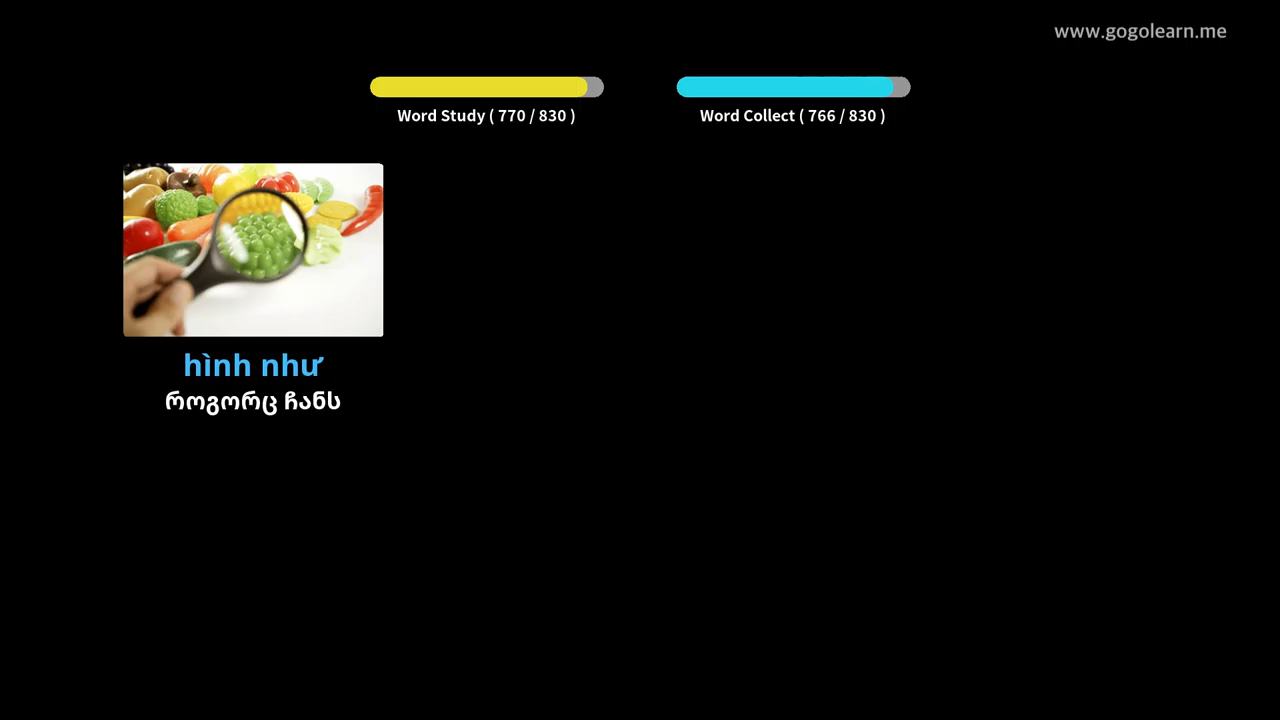 www.gogolearn.me
Word Study ( 770 / 830 )
Word Collect ( 766 / 830 )
hình như
როგორც ჩანს